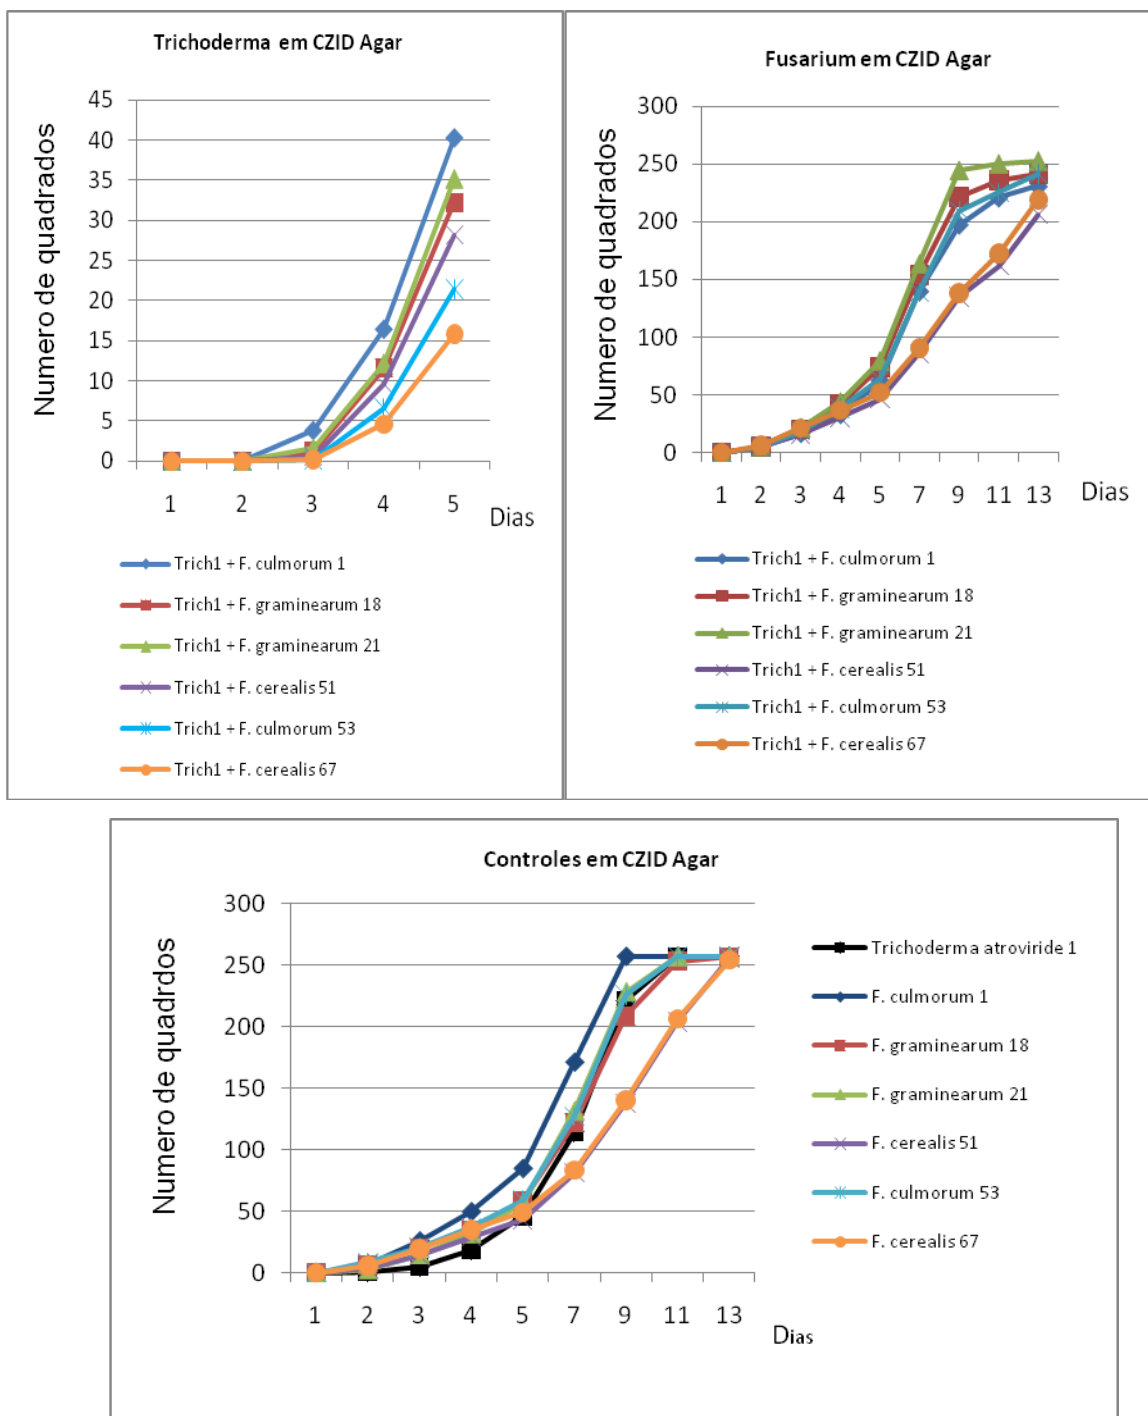 Trichoderma em CZID Agar
Numero de quadrados
45
40
35
30
25
20
15
10
5
0
1 2 3 4 5
Dias
Trich1 + F. culmorum 1
Trich1 + F. graminearum 18
Trich1 + F. graminearum 21
Trich1 + F. cerealis 51
Trich1 + F. culmorum 53
Trich1 + F. cerealis 67
Fusarium em CZID Agar
Numero de quadrados
300
250
200
150
100
50
0
1 2 3 4 5 7 9 11 13
Dias
Trich1 + F. culmorum 1
Trich1 + F. graminearum 18
Trich1 + F. graminearum 21
Trich1 + F. cerealis 51
Trich1 + F. culmorum 53
Trich1 + F. cerealis 67
Controles em CZID Agar
Numero de quadrdos
300
250
200
150
100
50
0
1 2 3 4 5 7 9 11 13
Dias
Trichoderma atroviride 1
F. culmorum 1
F. graminearum 18
F. graminearum 21
F. cerealis 51
F. culmorum 53
F. cerealis 67